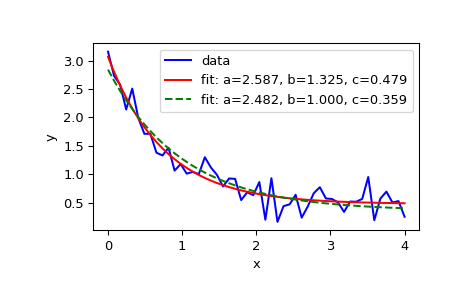 data
fit: a=2.587, b=1.325, c=0.479
fit: a=2.482, b=1.000, c=0.359
3.0
2.5
2.0
1.5
1.0
0.5
y
0 1 2 3 4
x